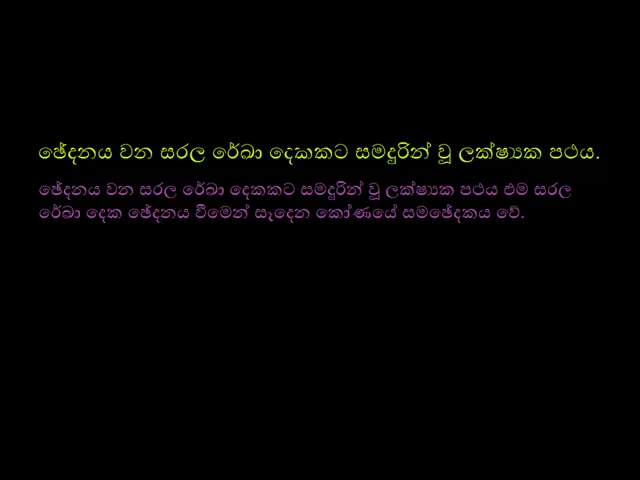 ඡේදනය වන සරල රේඛා දෙකකට සමදුරින් වූ ලක්ෂ්‍යක පථය.
ඡේදනය වන සරල රේඛා දෙකකට සමදුරින් වූ ලක්ෂ්‍යක පථය එම සරල
රේඛා දෙක ඡේදනය වීමෙන් සෑදෙන කෝණයේ සමඡේදකය වේ.